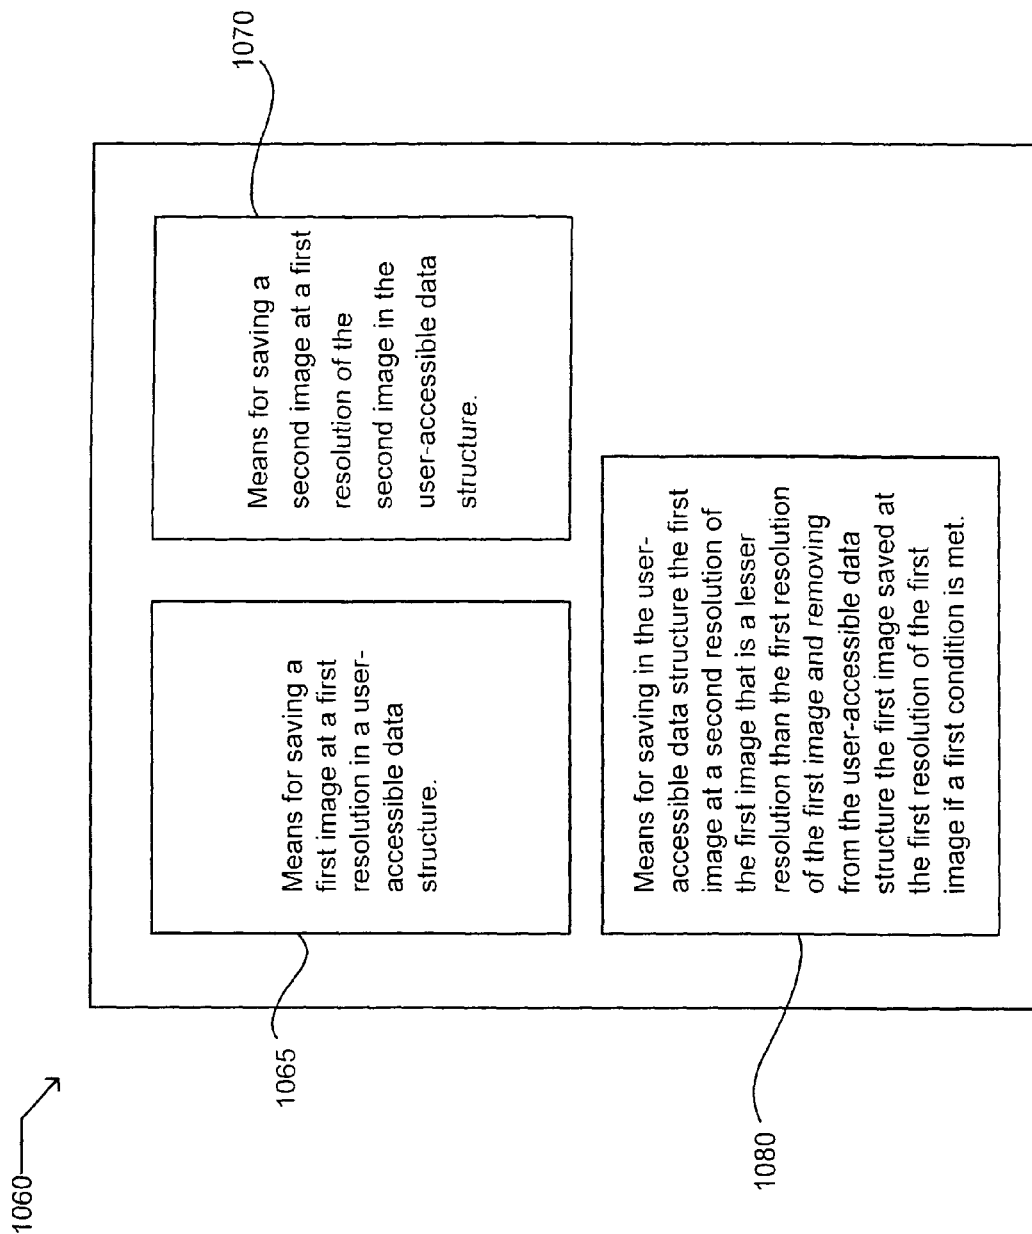 1060
1065
Means for saving a
first image at a first
resolution in a user-
accessible data
structure.
1070
Means for saving a
second image at a first
resolution of the
second image in the
user-accessible data
structure.
1080
Means for saving in the user-
accessible data structure the first
image at a second resolution of
the first image that is a lesser
resolution than the first resolution
of the first image and removing
from the user-accessible data
structure the first image saved at
the first resolution of the first
image if a first condition is met.